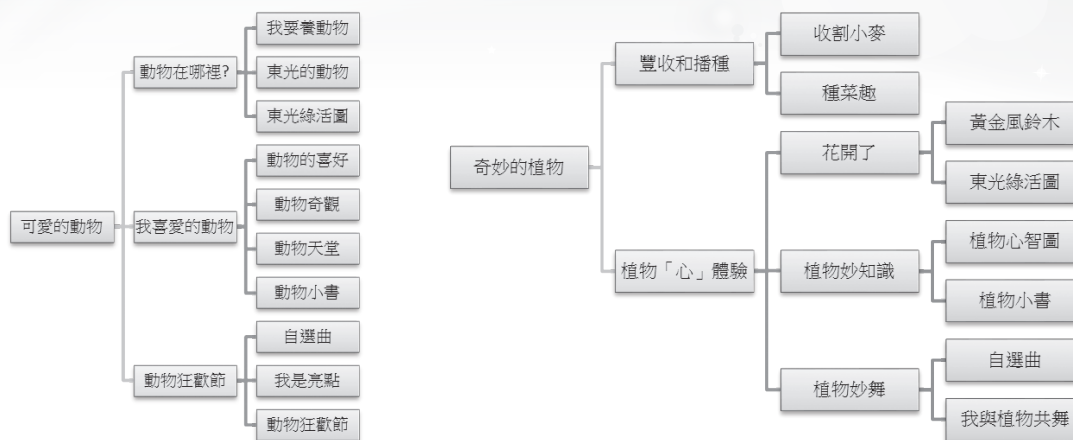 可愛的動物
動物在哪裡?
我要養動物
東光的動物
東光綠活圖
我喜愛的動物
動物的喜好
動物奇觀
動物天堂
動物小書
動物狂歡節
自選曲
我是亮點
動物狂歡節
奇妙的植物
豐收和播種
收割小麥
種菜趣
植物「心」體驗
花開了
黃金風鈴木
東光綠活圖
植物妙知識
植物心智圖
植物小書
植物妙舞
自選曲
我與植物共舞